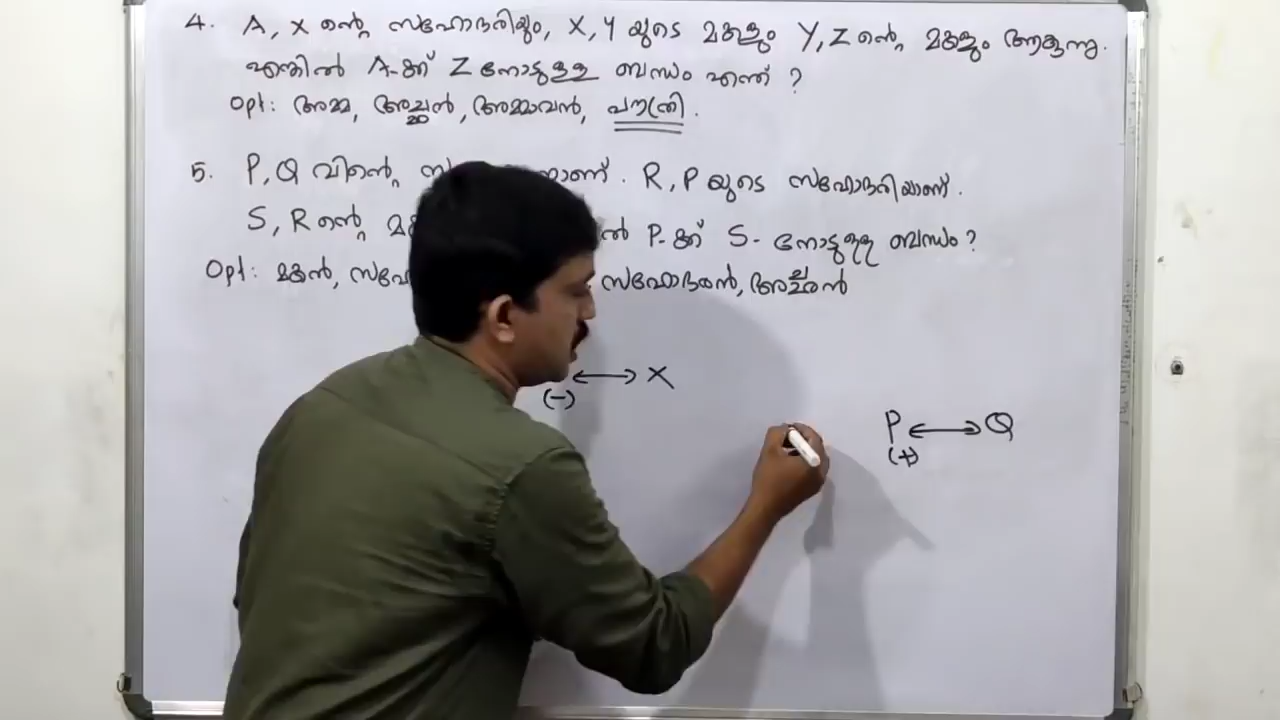 4. A, X ന്റെ സഹോദരിയും, X, Y യുടെ മകളും Y, Z ന്റെ മകളും ആകുന്നു.
എങ്കിൽ A-ക്ക് Z നോടുള്ള ബന്ധം എന്ത് ?
Opt: അമ്മ, അച്ഛൻ, അമ്മാവൻ, പൗത്രി.
5. P, Q വിന്റെ നാണ്. R, P യുടെ സഹോദരിയാണ്.
S, R ന്റെ ൽ P-ക്ക് S- നോടുള്ള ബന്ധം ?
Opt: മകൻ, സഹോദരൻ, അച്ഛൻ
(-) ↔ X
P ↔ Q
(+)